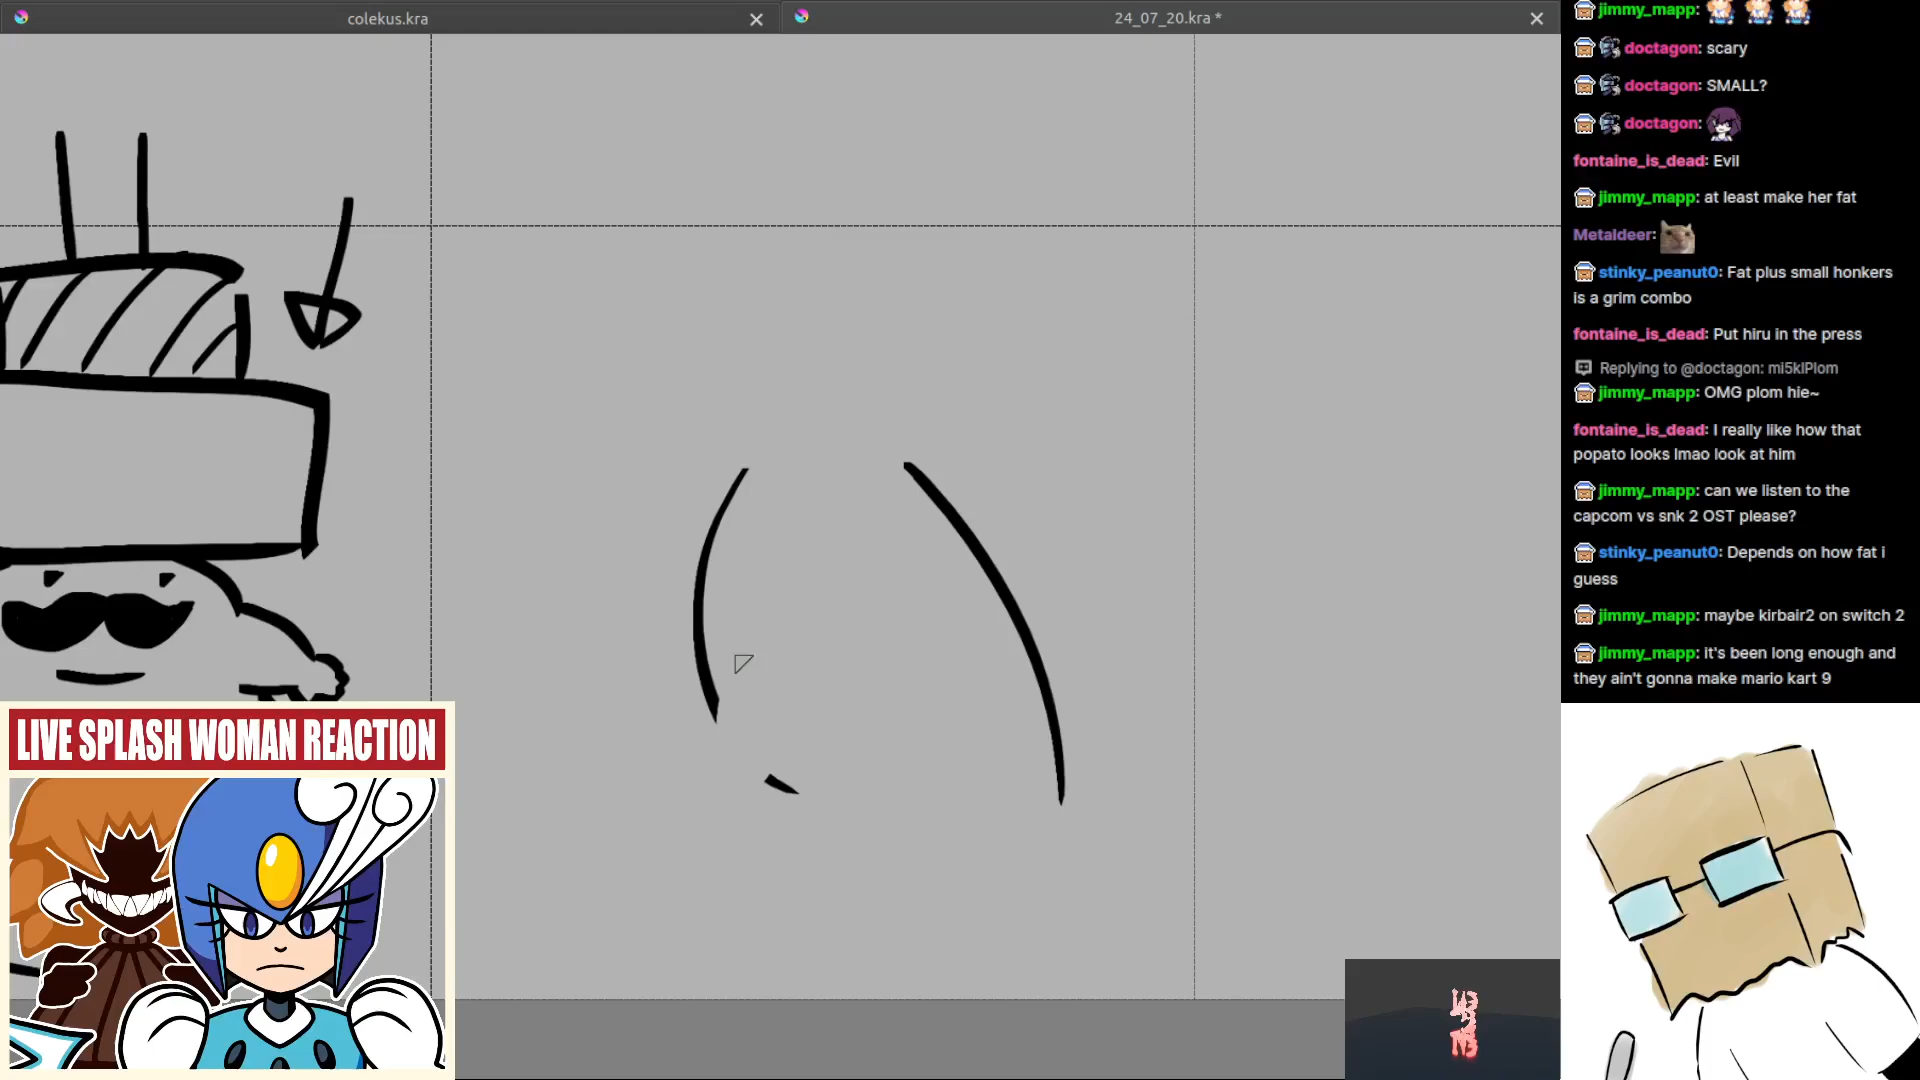 colekus.kra
24_07_20.kra *
jimmy_mapp:
doctagon: scary
doctagon: SMALL?
doctagon:
fontaine_is_dead: Evil
jimmy_mapp: at least make her fat
Metaldeer:
stinky_peanut0: Fat plus small honkers
is a grim combo
fontaine_is_dead: Put hiru in the press
Replying to @doctagon: mi5klPlom
jimmy_mapp: OMG plom hie~
fontaine_is_dead: I really like how that
popato looks lmao look at him
jimmy_mapp: can we listen to the
capcom vs snk 2 OST please?
stinky_peanut0: Depends on how fat i
guess
jimmy_mapp: maybe kirbair2 on switch 2
jimmy_mapp: it's been long enough and
they ain't gonna make mario kart 9
LIVE SPLASH WOMAN REACTION